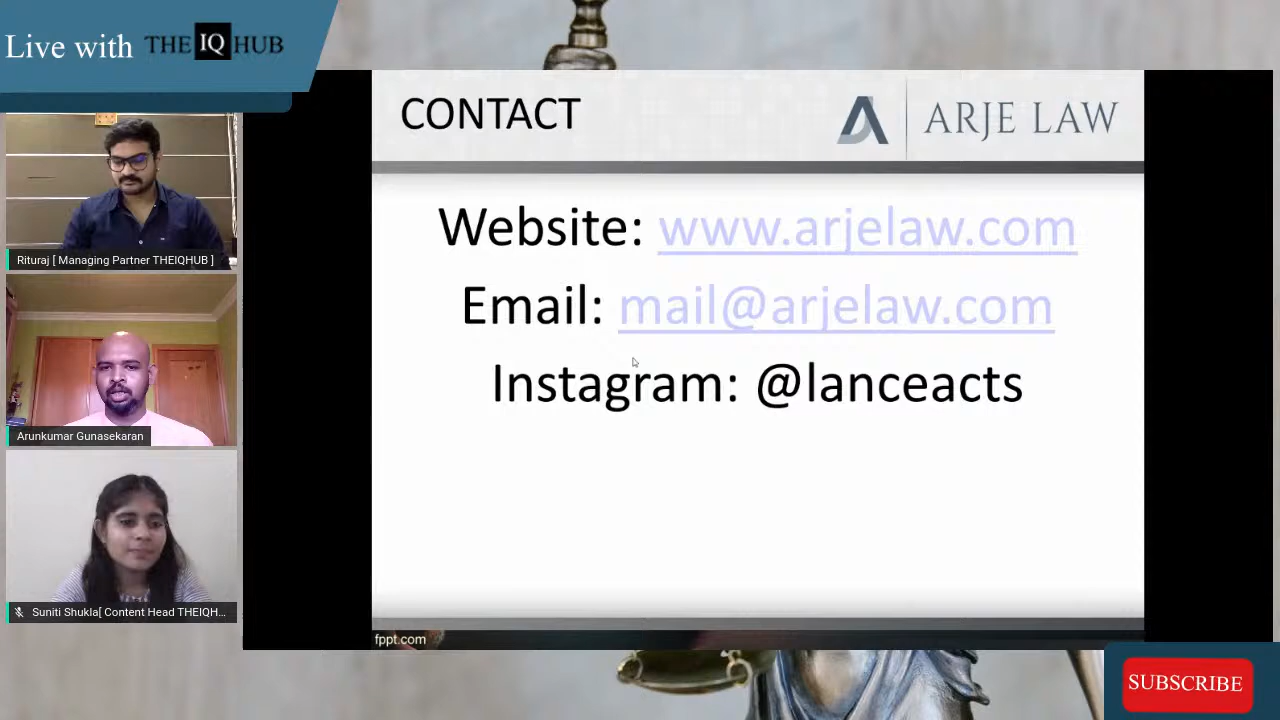 Live with THE IQ HUB
CONTACT
ARJE LAW
Website: www.arjelaw.com
Email: mail@arjelaw.com
Instagram: @lanceacts
Rituraj [ Managing Partner THEIQHUB ]
Arunkumar Gunasekaran
Suniti Shukla[ Content Head THEIQH...
fppt.com
SUBSCRIBE